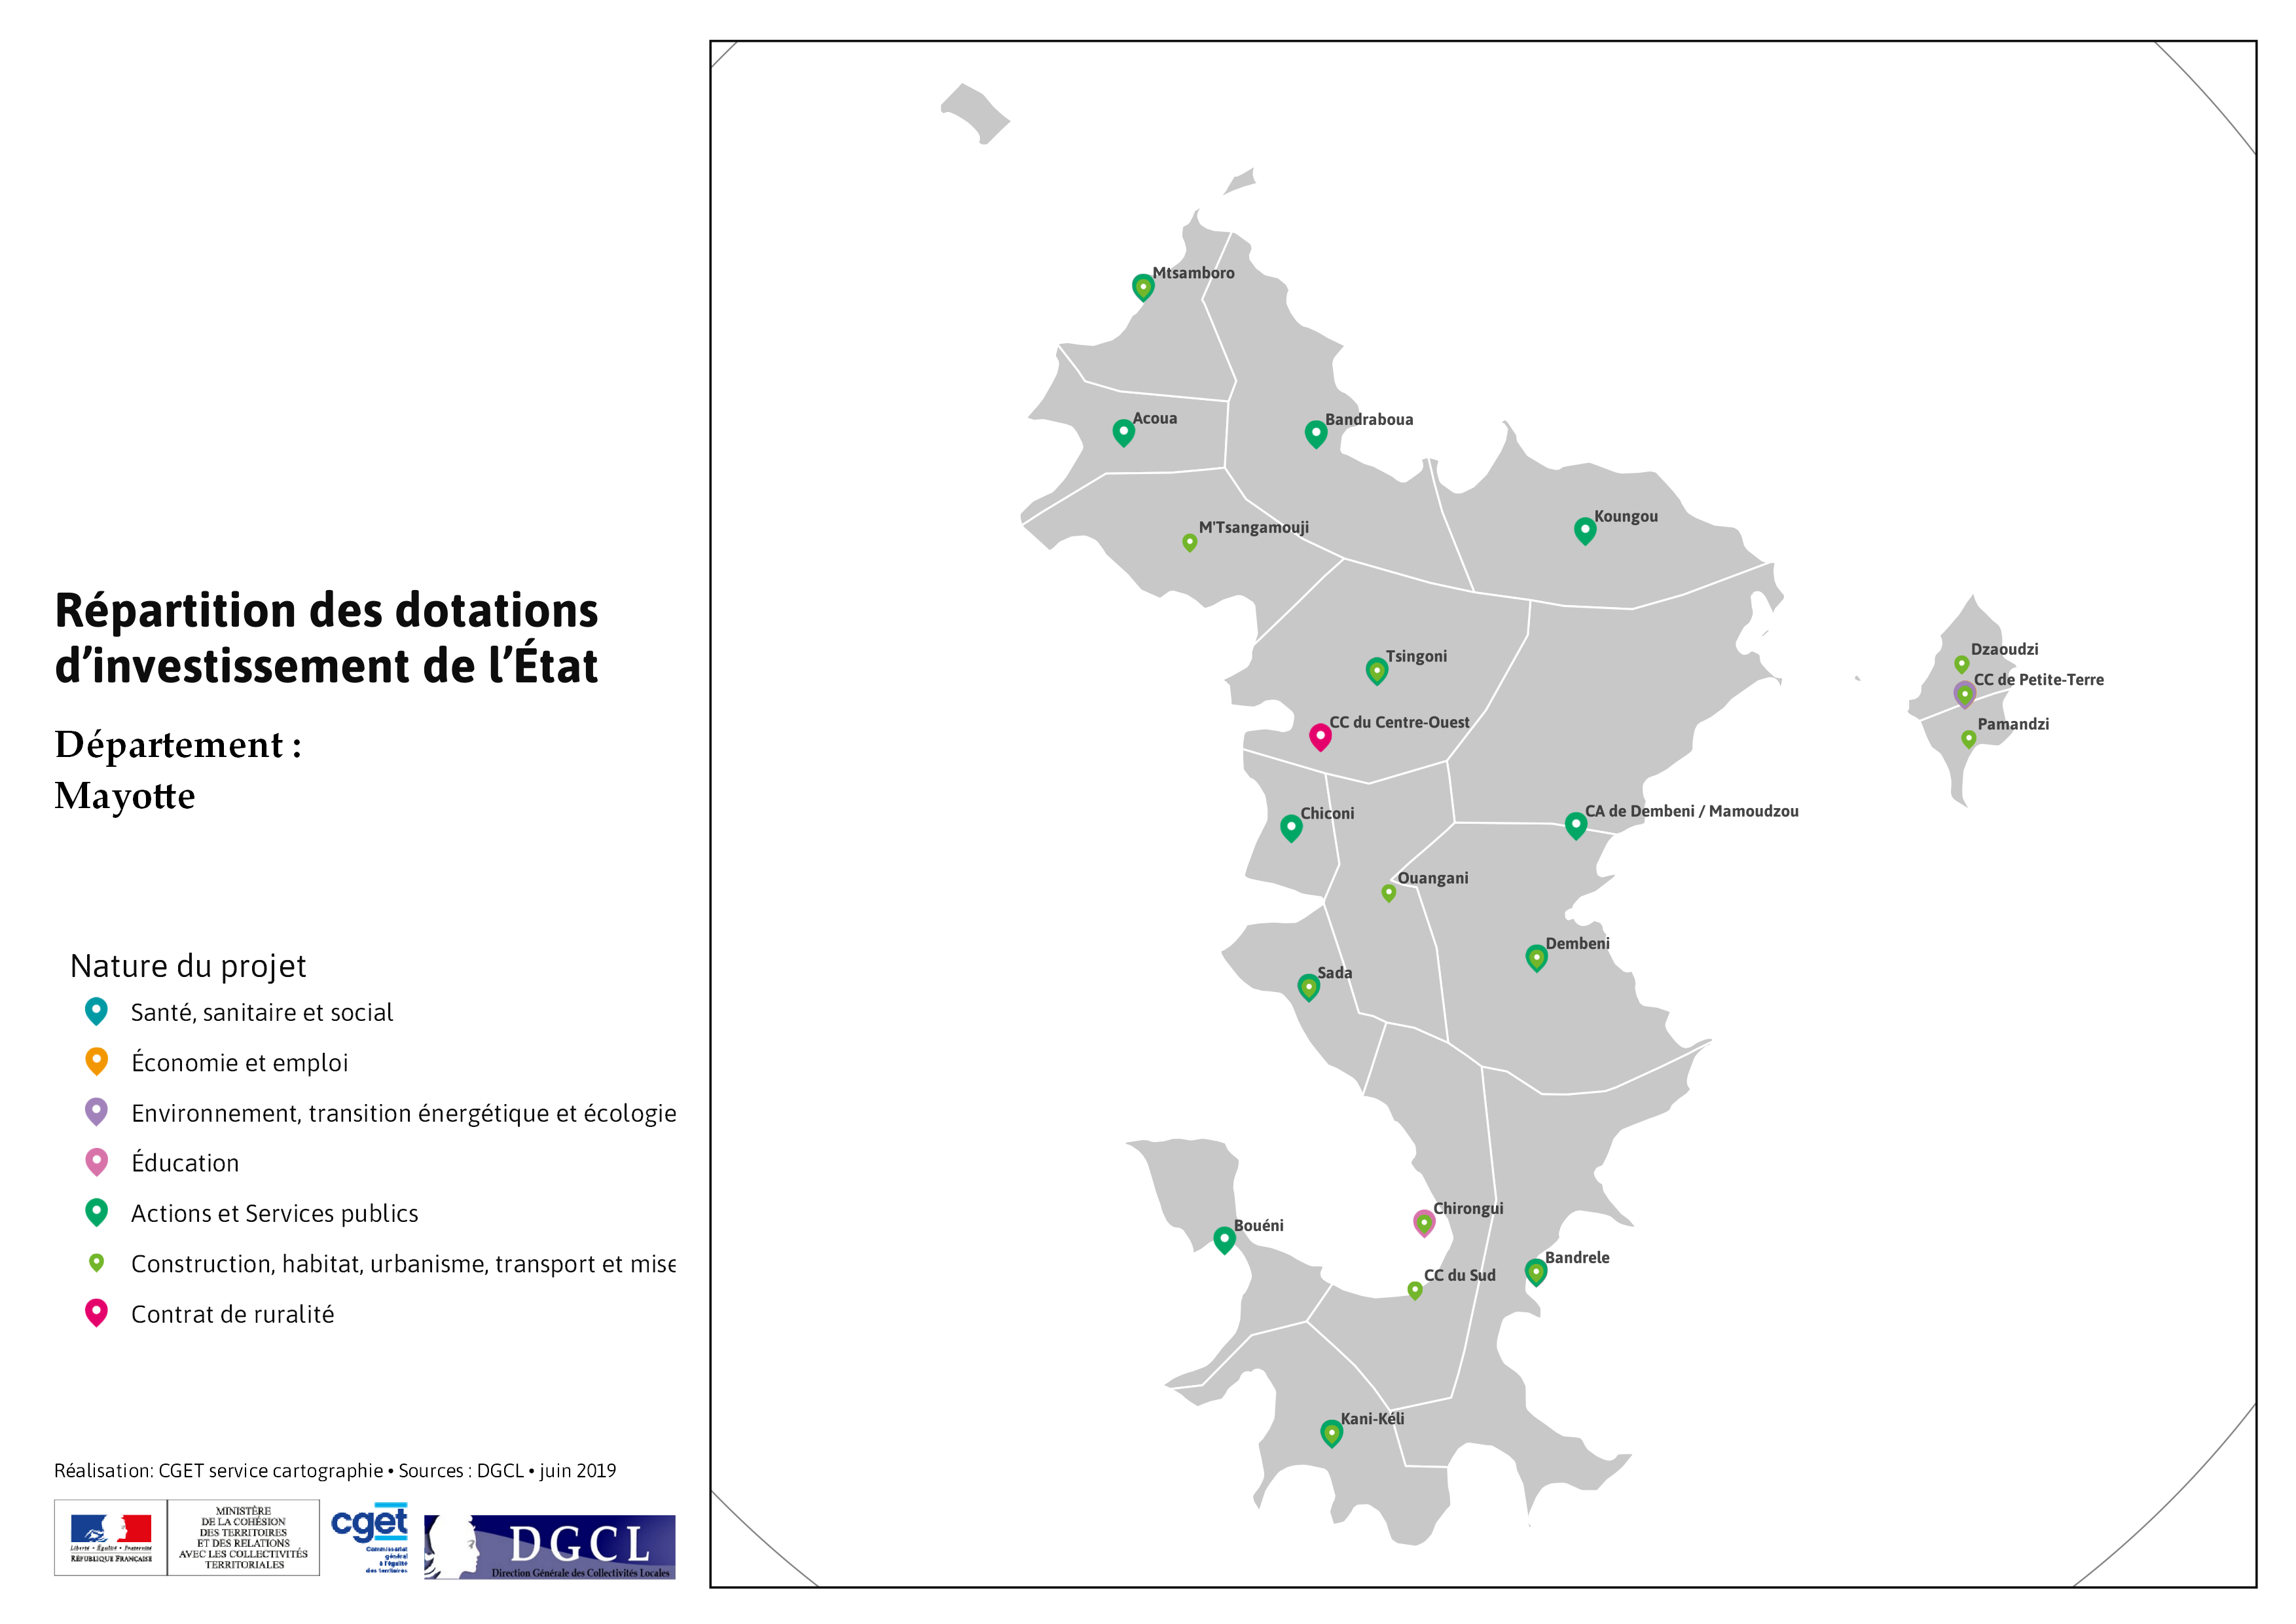 Répartition des dotations
d’investissement de l’État
Département :
Mayotte
Nature du projet
Santé, sanitaire et social
Économie et emploi
Environnement, transition énergétique et écologie
Éducation
Actions et Services publics
Construction, habitat, urbanisme, transport et mise
Contrat de ruralité
Réalisation: CGET service cartographie • Sources : DGCL • juin 2019
Liberté • Égalité • Fraternité
RÉPUBLIQUE FRANÇAISE
MINISTÈRE
DE LA COHÉSION
DES TERRITOIRES
ET DES RELATIONS
AVEC LES COLLECTIVITÉS
TERRITORIALES
cget
Commissariat
général
à l'égalité
des territoires
DGCL
Direction Générale des Collectivités Locales
Mtsamboro
Acoua
Bandraboua
M'Tsangamouji
Koungou
Dzaoudzi
Tsingoni
CC de Petite-Terre
CC du Centre-Ouest
Pamandzi
Chiconi
CA de Dembeni / Mamoudzou
Ouangani
Dembeni
Sada
Chirongui
Bouéni
Bandrele
CC du Sud
Kani-Kéli